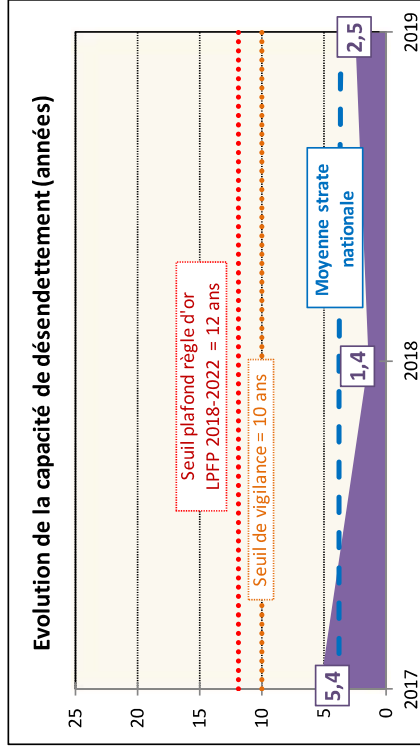 Evolution de la capacité de désendettement (années)
25
20
15
10
5
0
Seuil plafond règle d'or
LPFP 2018-2022 = 12 ans
Seuil de vigilance = 10 ans
Moyenne strate
nationale
5,4
1,4
2,5
2017
2018
2019